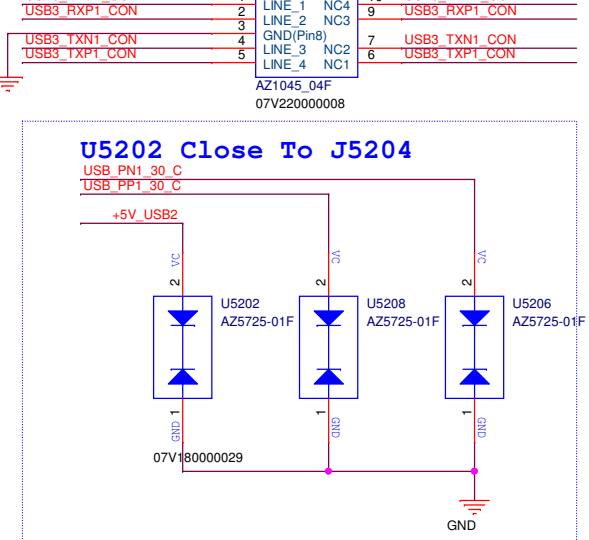 LINE_1 NC4
USB3_RXP1_CON 2 LINE_2 NC3 9 USB3_RXP1_CON
3 GND(Pin8)
USB3_TXN1_CON 4 LINE_3 NC2 7 USB3_TXN1_CON
USB3_TXP1_CON 5 LINE_4 NC1 6 USB3_TXP1_CON
AZ1045_04F
07V220000008
U5202 Close To J5204
USB_PN1_30_C
USB_PP1_30_C
+5V_USB2
VC VC VC
2 2 2
U5202 U5208 U5206
AZ5725-01F AZ5725-01F AZ5725-01F
1 1 1
GND GND GND
07V180000029
GND